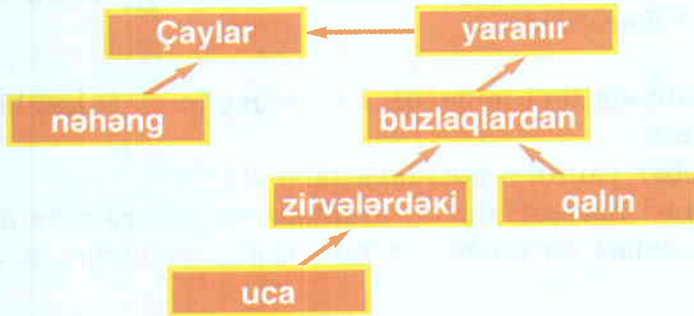 Çaylar
yaranır
nəhəng
buzlaqlardan
zirvələrdəki
qalın
uca